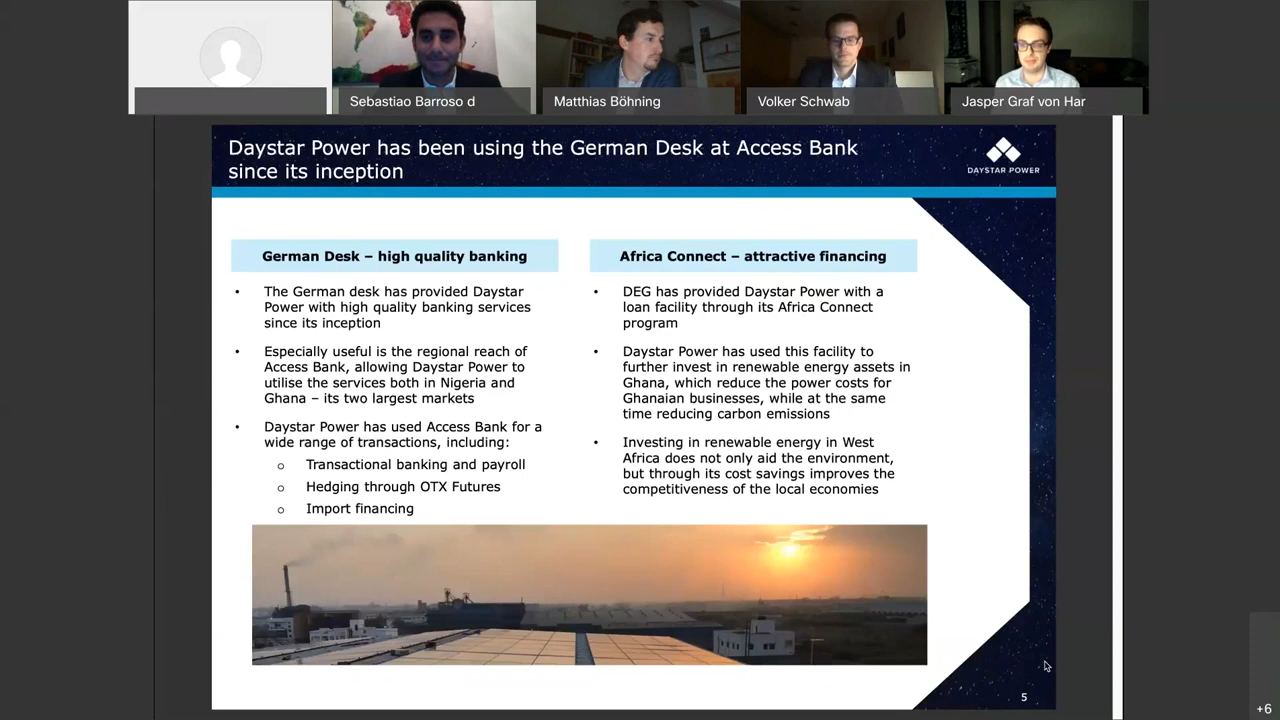 Sebastiao Barroso d
Matthias Böhning
Volker Schwab
Jasper Graf von Har
Daystar Power has been using the German Desk at Access Bank
since its inception
DAYSTAR POWER
German Desk – high quality banking
• The German desk has provided Daystar
Power with high quality banking services
since its inception
• Especially useful is the regional reach of
Access Bank, allowing Daystar Power to
utilise the services both in Nigeria and
Ghana – its two largest markets
• Daystar Power has used Access Bank for a
wide range of transactions, including:
o Transactional banking and payroll
o Hedging through OTX Futures
o Import financing
Africa Connect – attractive financing
• DEG has provided Daystar Power with a
loan facility through its Africa Connect
program
• Daystar Power has used this facility to
further invest in renewable energy assets in
Ghana, which reduce the power costs for
Ghanaian businesses, while at the same
time reducing carbon emissions
• Investing in renewable energy in West
Africa does not only aid the environment,
but through its cost savings improves the
competitiveness of the local economies
5
+6